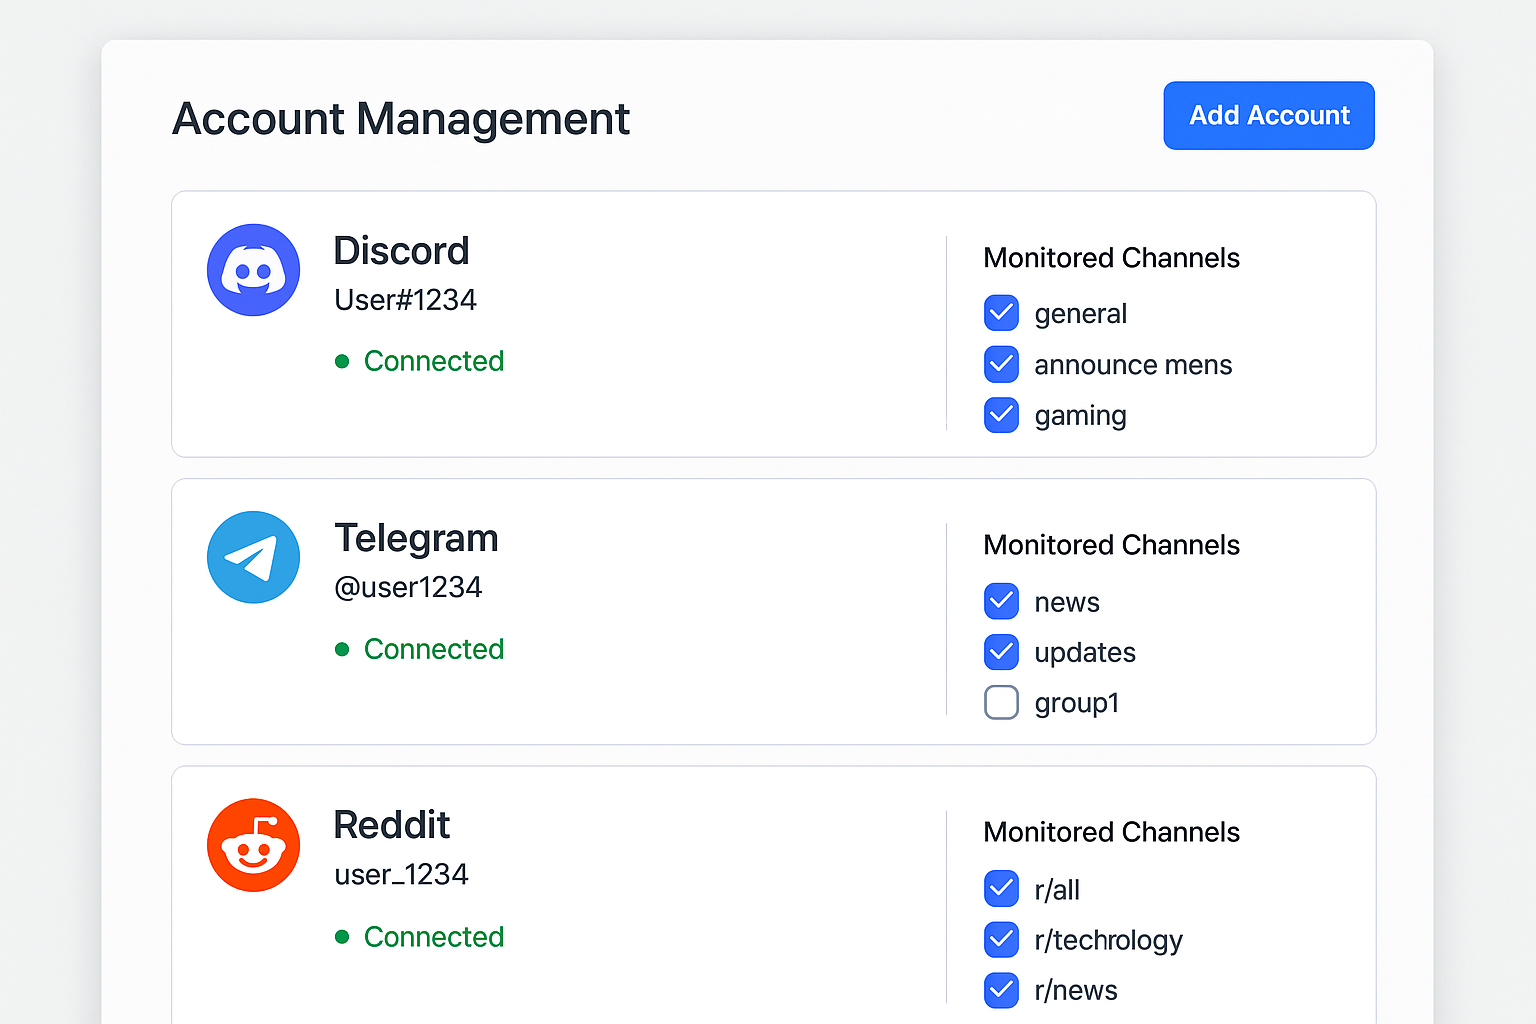 Account Management
Add Account
Discord
User#1234
Connected
Monitored Channels
general
announce mens
gaming
Telegram
@user1234
Connected
Monitored Channels
news
updates
group1
Reddit
user_1234
Connected
Monitored Channels
r/all
r/techrology
r/news